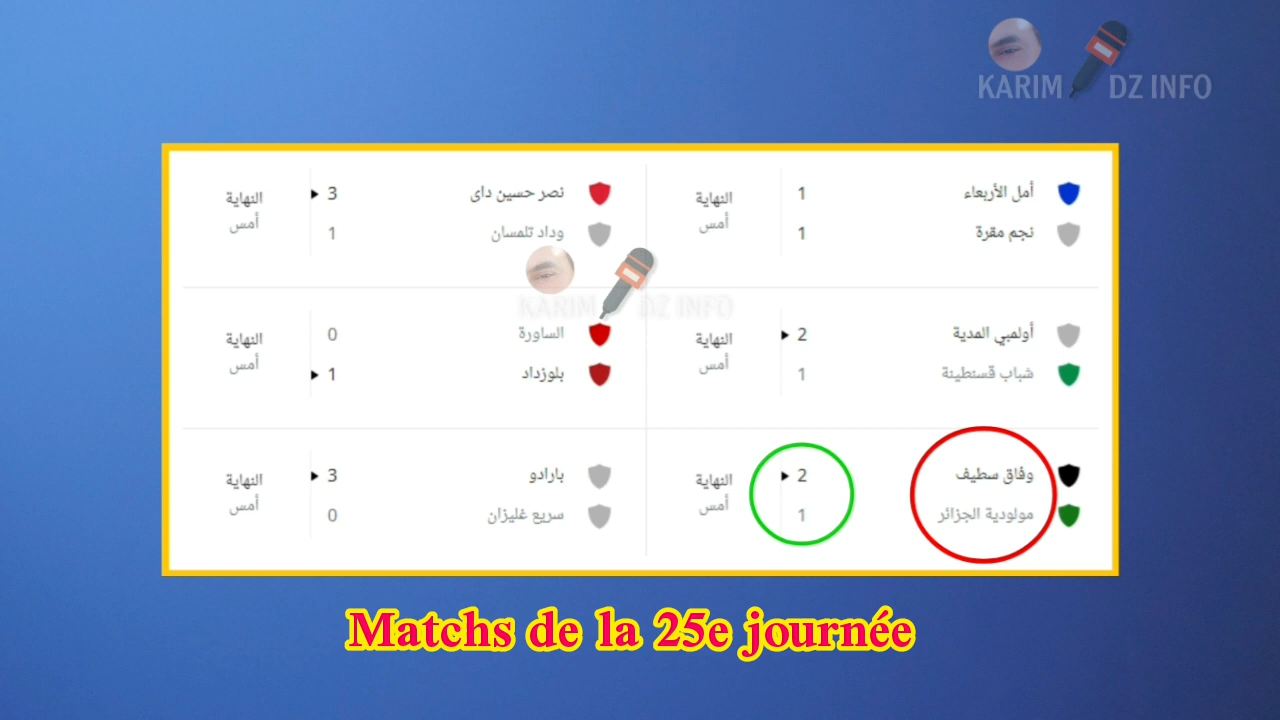 KARIM DZ INFO
أمل الأربعاء 1
النهاية
نجم مقرة 1
أمس
نصر حسين داى 3
النهاية
وداد تلمسان 1
أمس
KARIM DZ INFO
أولمبي المدية 2
النهاية
شباب قسنطينة 1
أمس
الساورة 0
النهاية
بلوزداد 1
أمس
وفاق سطيف 2
النهاية
مولودية الجزائر 1
أمس
بارادو 3
النهاية
سريع غليزان 0
أمس
Matchs de la 25e journée